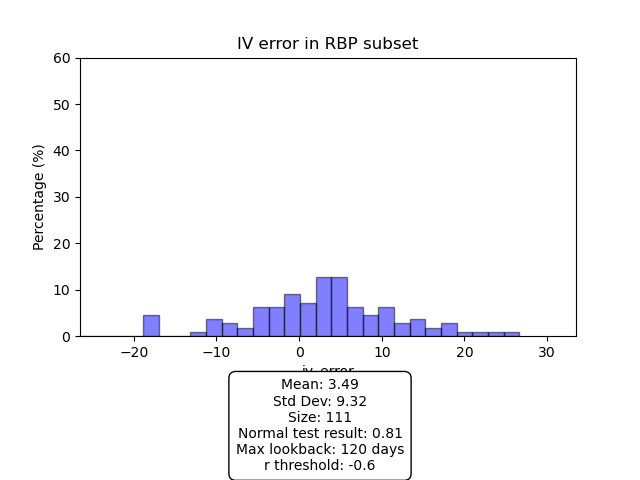 IV error in RBP subset
60
50
40
30
20
10
0
Percentage (%)
−20
−10
0
10
20
30
iv_error
Mean: 3.49
Std Dev: 9.32
Size: 111
Normal test result: 0.81
Max lookback: 120 days
r threshold: -0.6